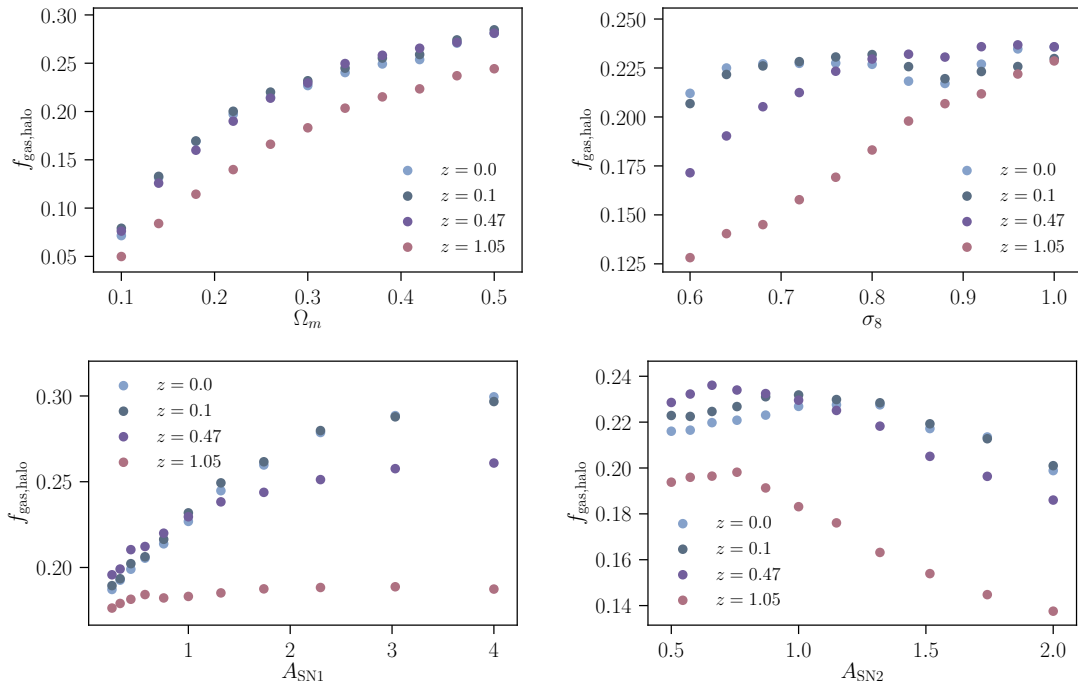 0.30
0.25
0.20
0.15
0.10
0.05
f_gas,halo
z = 0.0
z = 0.1
z = 0.47
z = 1.05
0.1 0.2 0.3 0.4 0.5
Ω_m
0.250
0.225
0.200
0.175
0.150
0.125
f_gas,halo
z = 0.0
z = 0.1
z = 0.47
z = 1.05
0.6 0.7 0.8 0.9 1.0
σ_8
0.30
0.25
0.20
f_gas,halo
z = 0.0
z = 0.1
z = 0.47
z = 1.05
1 2 3 4
A_SN1
0.24
0.22
0.20
0.18
0.16
0.14
f_gas,halo
z = 0.0
z = 0.1
z = 0.47
z = 1.05
0.5 1.0 1.5 2.0
A_SN2